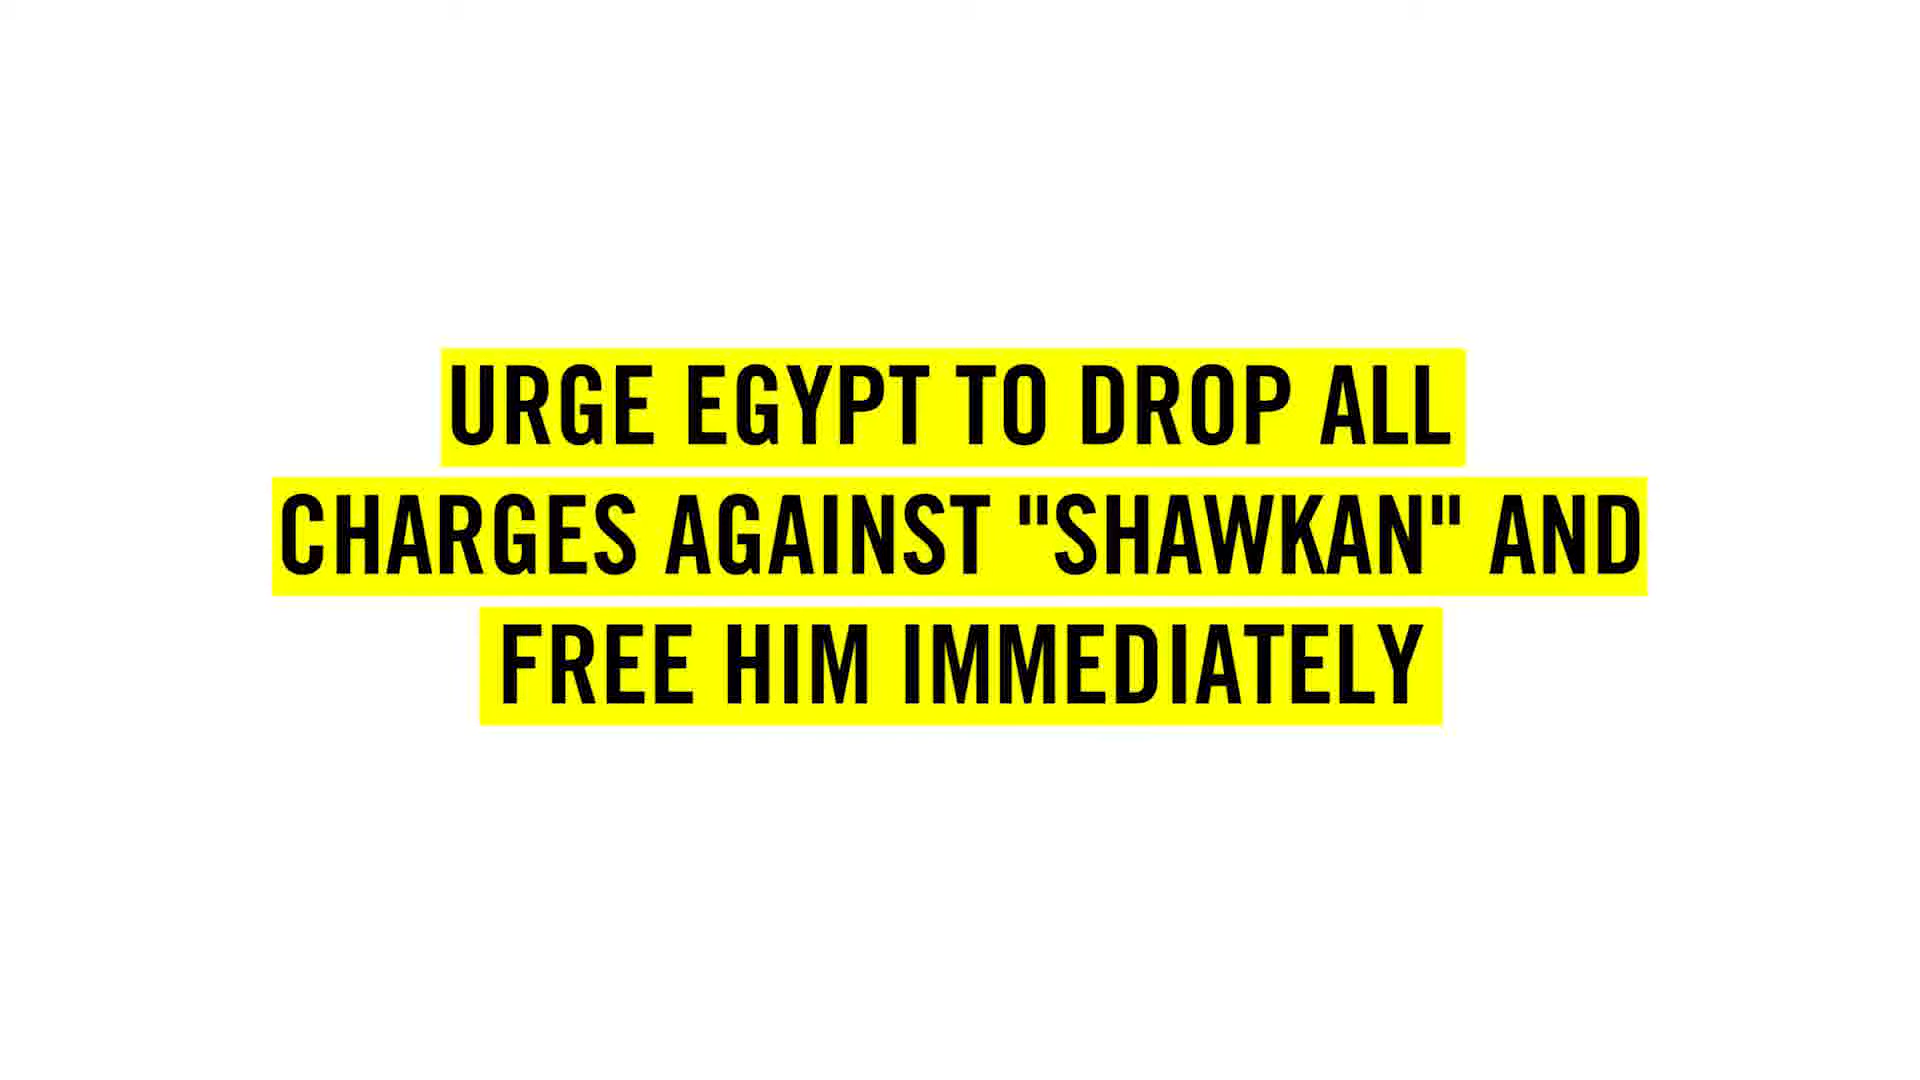 URGE EGYPT TO DROP ALL
CHARGES AGAINST "SHAWKAN" AND
FREE HIM IMMEDIATELY